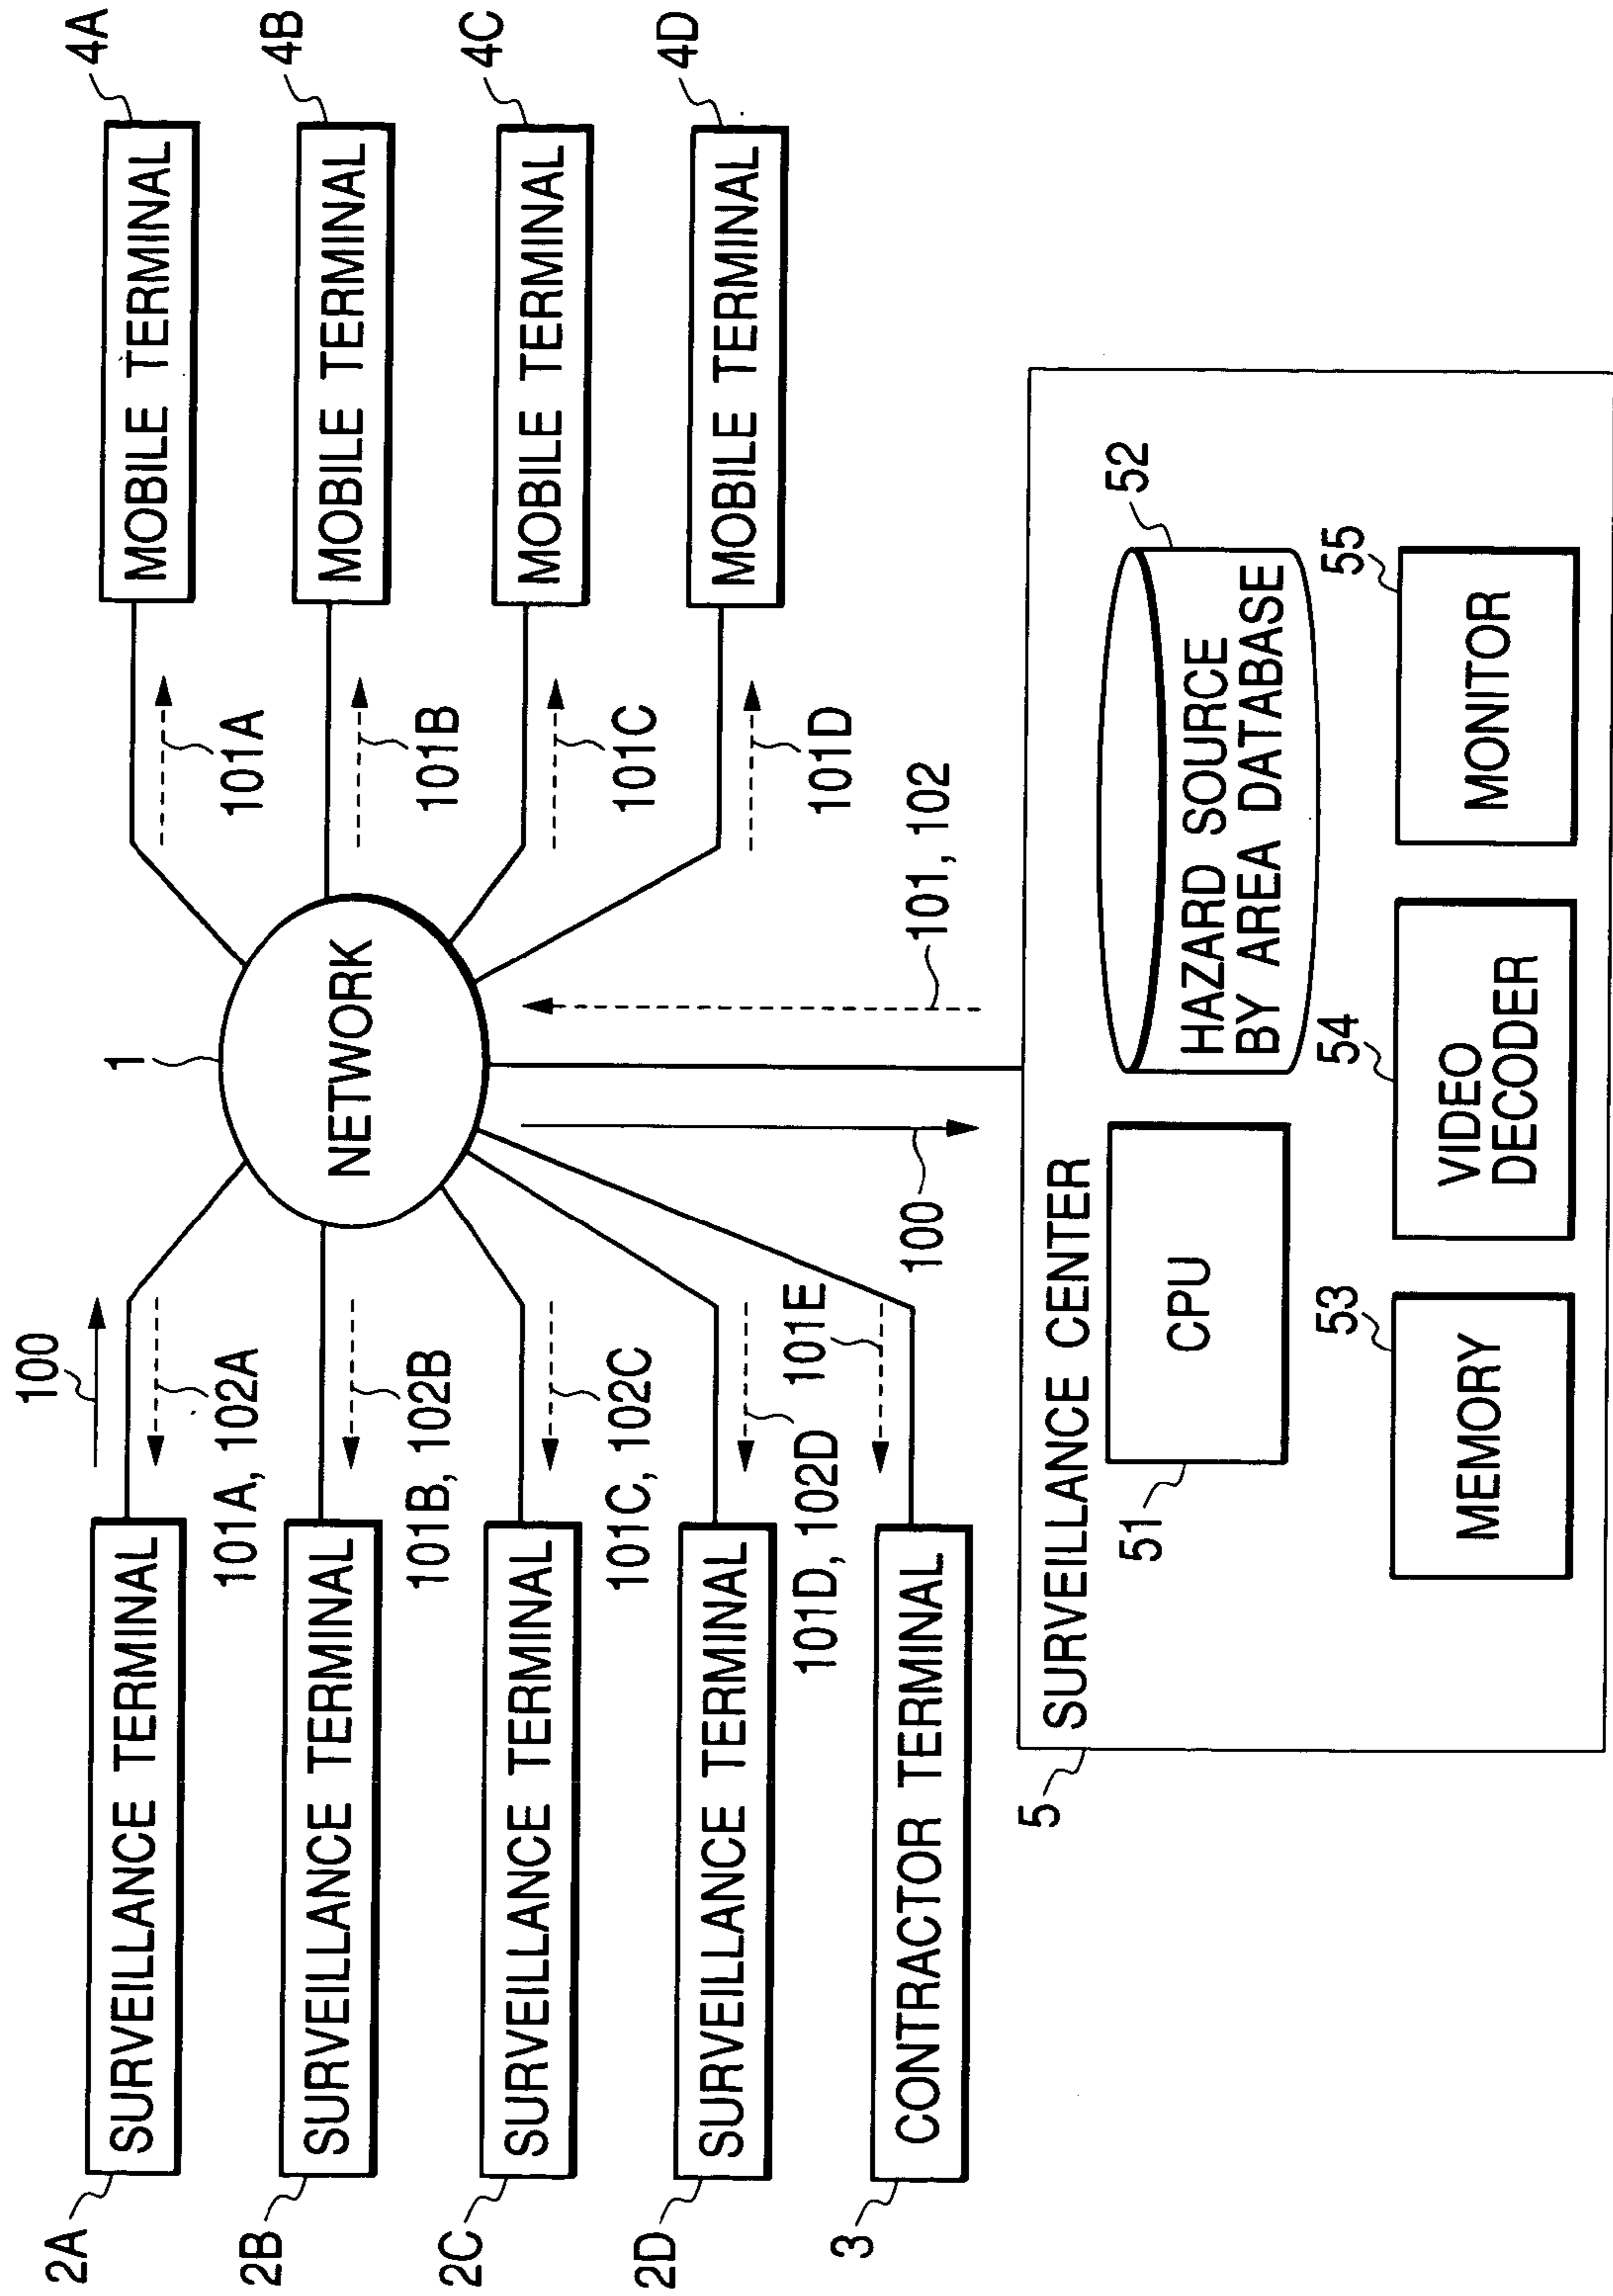 2A
SURVEILLANCE TERMINAL
100
101A, 102A
2B
SURVEILLANCE TERMINAL
101B, 102B
2C
SURVEILLANCE TERMINAL
101C, 102C
2D
SURVEILLANCE TERMINAL
101D, 102D
3
CONTRACTOR TERMINAL
101E
1
NETWORK
100
101, 102
4A
MOBILE TERMINAL
101A
4B
MOBILE TERMINAL
101B
4C
MOBILE TERMINAL
101C
4D
MOBILE TERMINAL
101D
5
SURVEILLANCE CENTER
51
CPU
52
HAZARD SOURCE
BY AREA DATABASE
53
MEMORY
54
VIDEO
DECODER
55
MONITOR